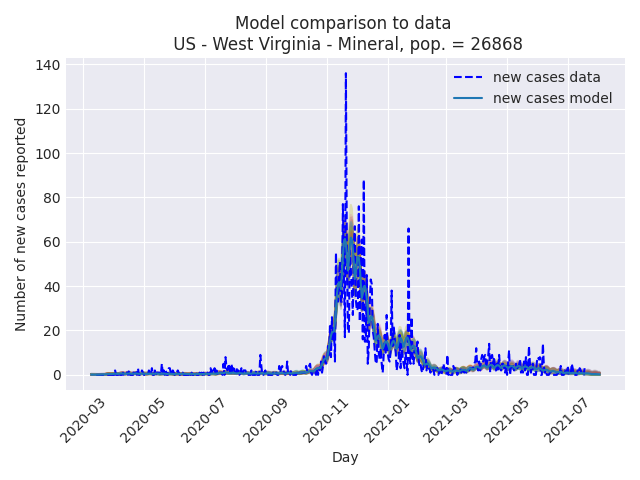 Model comparison to data
US - West Virginia - Mineral, pop. = 26868
new cases data
new cases model
Number of new cases reported
140
120
100
80
60
40
20
0
2020-03
2020-05
2020-07
2020-09
2020-11
2021-01
2021-03
2021-05
2021-07
Day